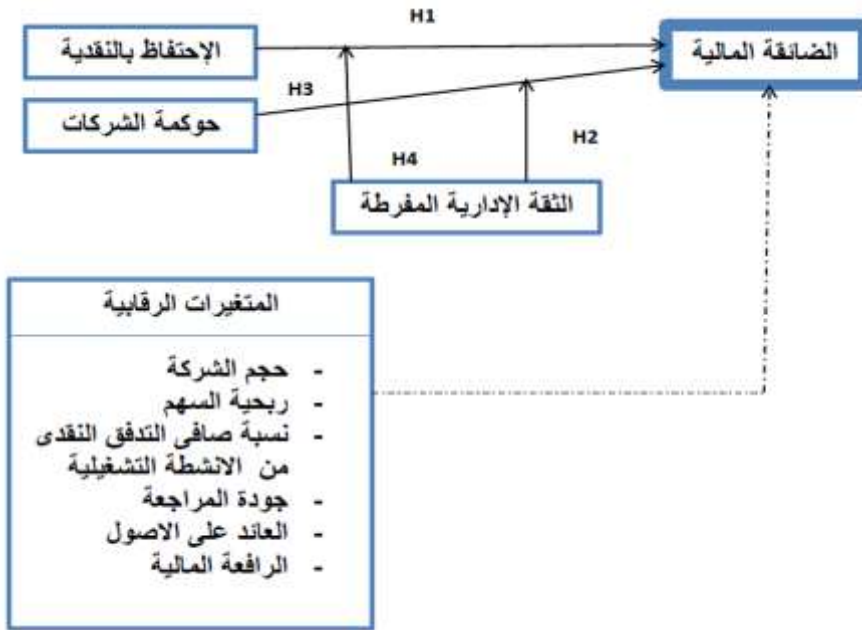 H1
الإحتفاظ بالنقدية
الضائقة المالية
H3
حوكمة الشركات
H2
H4
الثقة الإدارية المفرطة
المتغيرات الرقابية
- حجم الشركة
- ربحية السهم
- نسبة صافى التدفق النقدى
من الانشطة التشغيلية
- جودة المراجعة
- العائد على الاصول
- الرافعة المالية